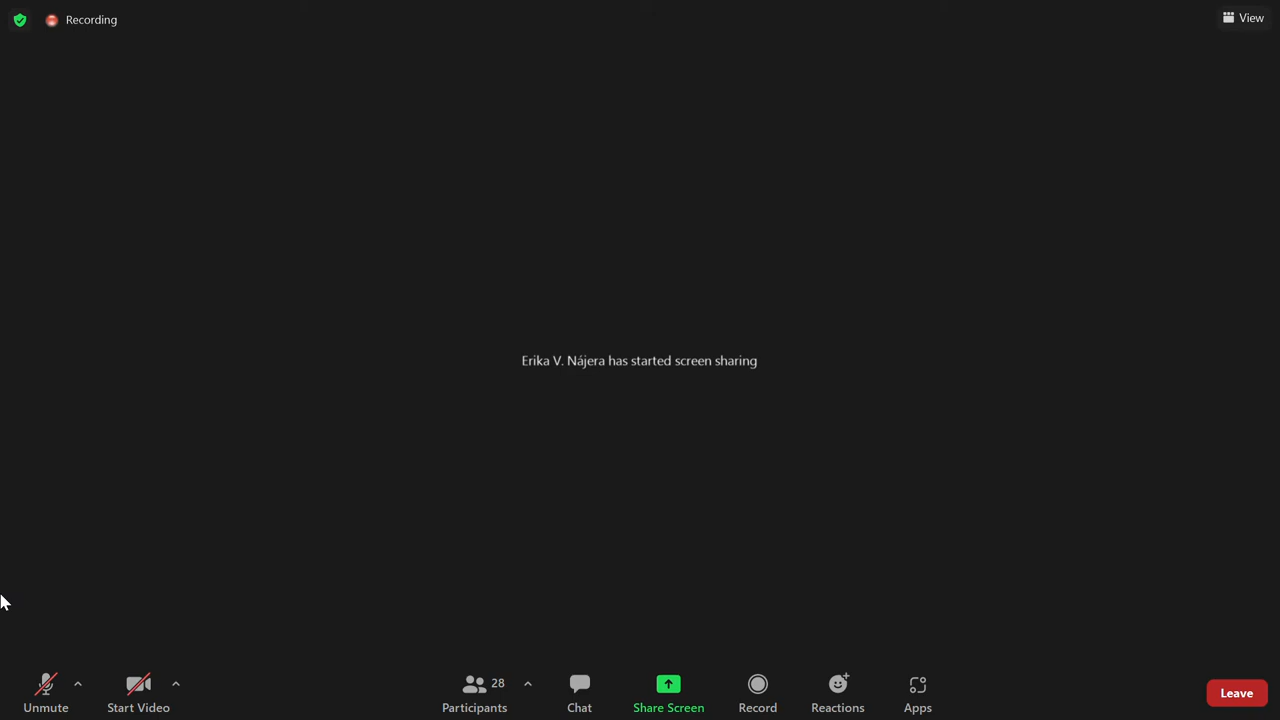 Recording
View
Erika V. Nájera has started screen sharing
28
Unmute
Start Video
Participants
Chat
Share Screen
Record
Reactions
Apps
Leave